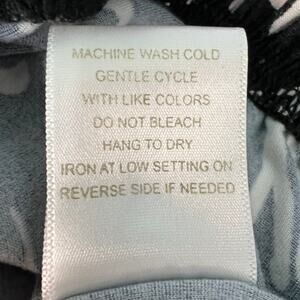 MACHINE WASH COLD
GENTLE CYCLE
WITH LIKE COLORS
DO NOT BLEACH
HANG TO DRY
IRON AT LOW SETTING ON
REVERSE SIDE IF NEEDED